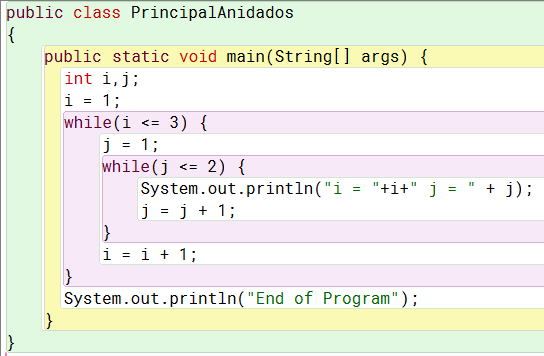 public class PrincipalAnidados
{
public static void main(String[] args) {
int i,j;
i = 1;
while(i <= 3) {
j = 1;
while(j <= 2) {
System.out.println("i = "+i+" j = " + j);
j = j + 1;
}
i = i + 1;
}
System.out.println("End of Program");
}
}